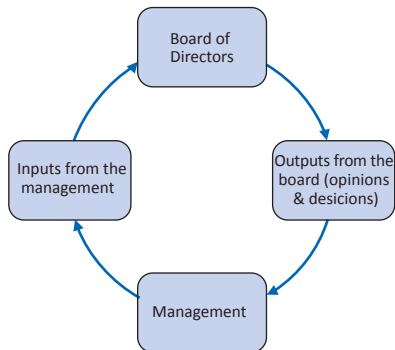 Board of
Directors
Inputs from the
management
Outputs from the
board (opinions
& desicions)
Management